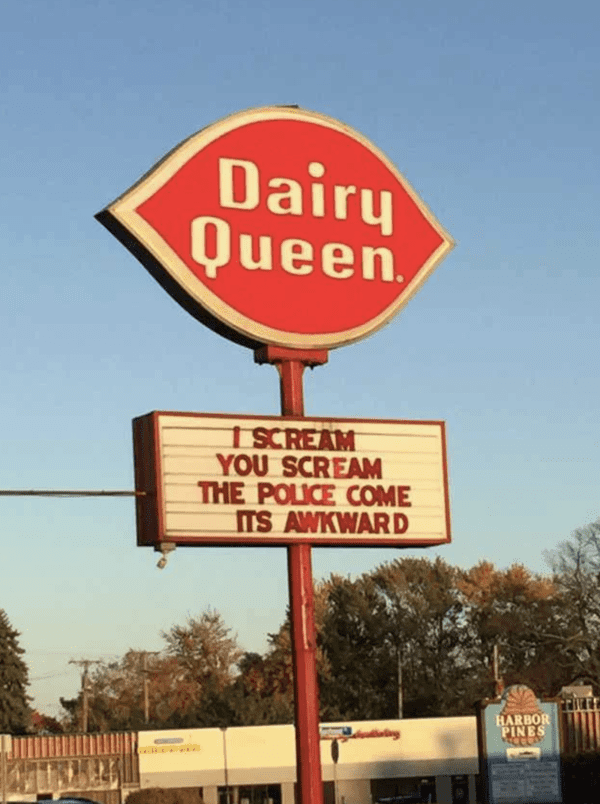 Dairy
Queen.
I SCREAM
YOU SCREAM
THE POLICE COME
ITS AWKWARD
HARBOR
PINES